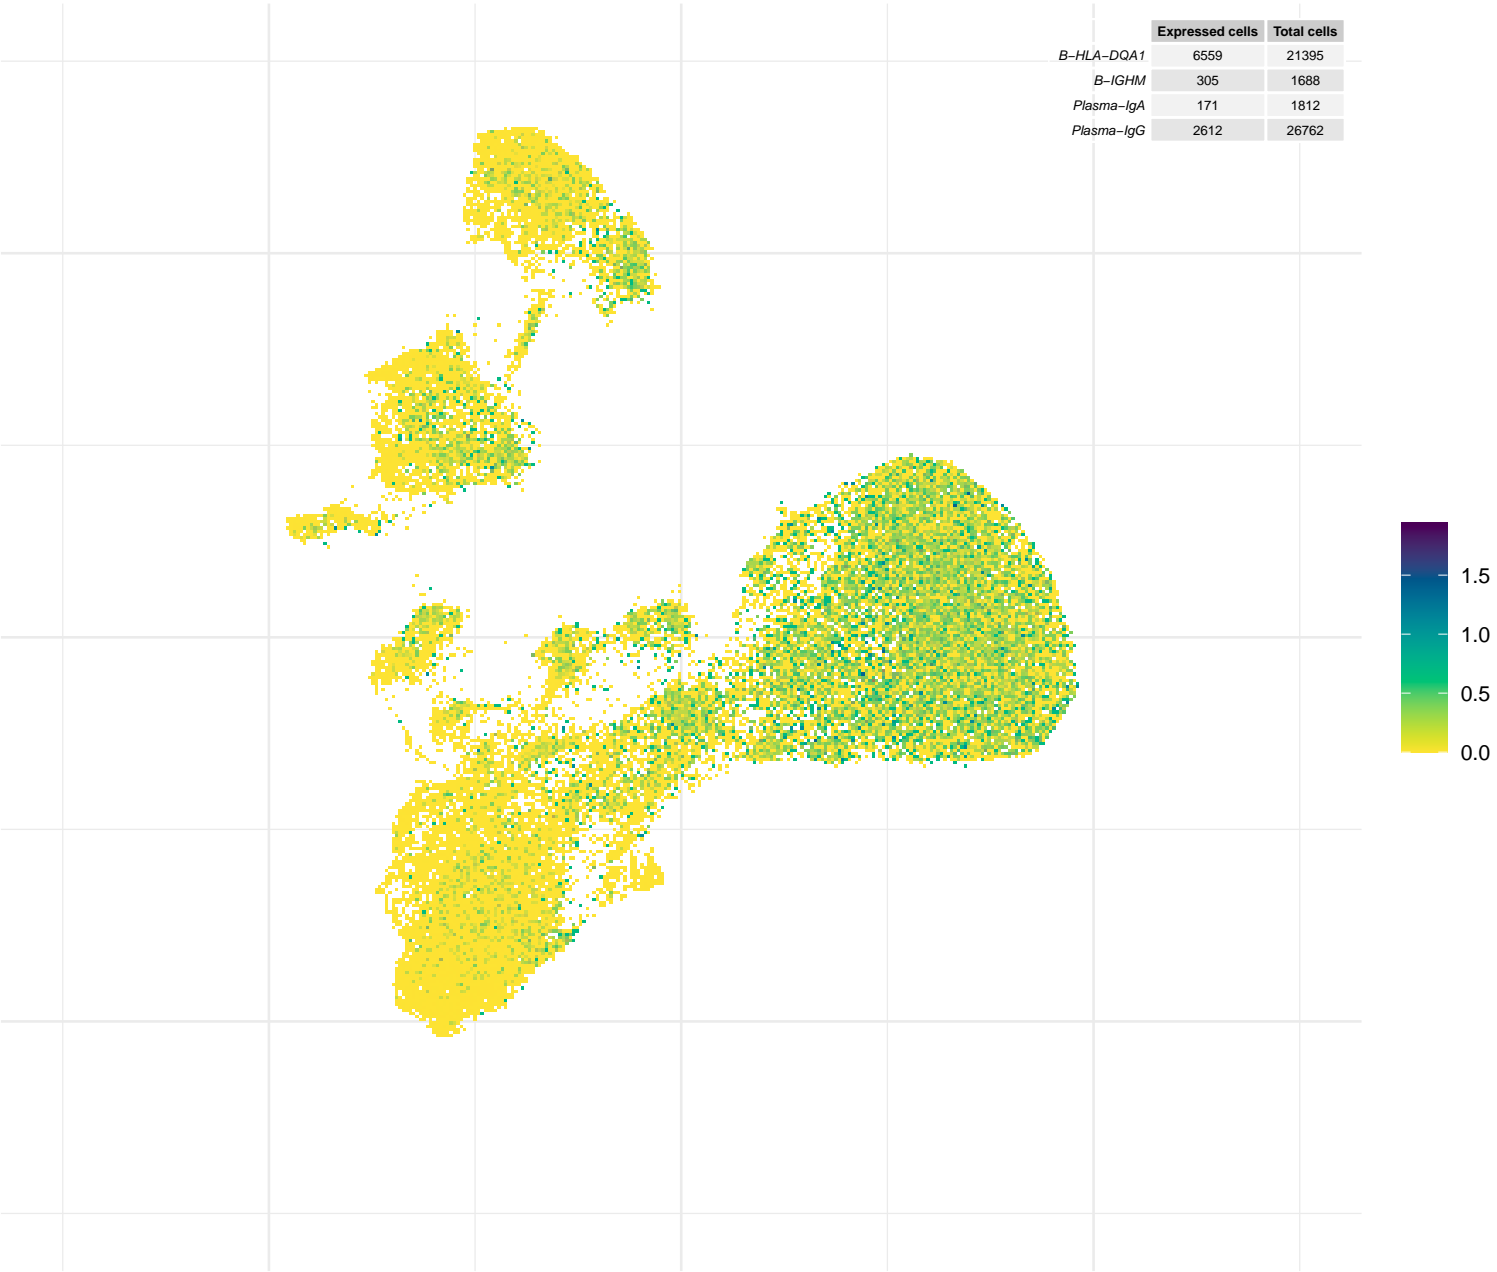 Expressed cells Total cells
B−HLA−DQA1 6559 21395
B−IGHM 305 1688
Plasma−IgA 171 1812
Plasma−IgG 2612 26762
1.5
1.0
0.5
0.0